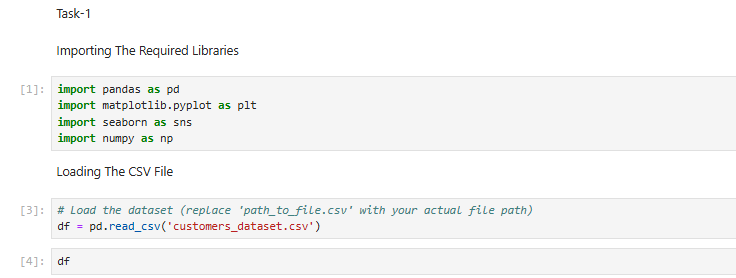 Task-1
Importing The Required Libraries
[1]: import pandas as pd
import matplotlib.pyplot as plt
import seaborn as sns
import numpy as np
Loading The CSV File
[3]: # Load the dataset (replace 'path_to_file.csv' with your actual file path)
df = pd.read_csv('customers_dataset.csv')
[4]: df